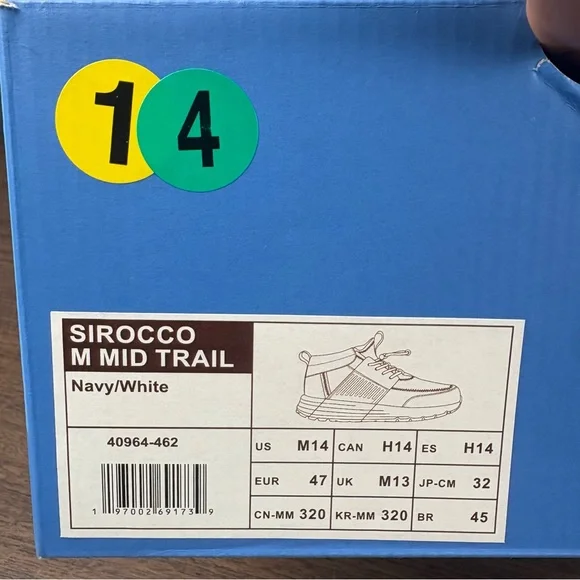 1 4
SIROCCO
M MID TRAIL
Navy/White
40964-462
1 97002 69173 9
US M14 CAN H14 ES H14
EUR 47 UK M13 JP-CM 32
CN-MM 320 KR-MM 320 BR 45